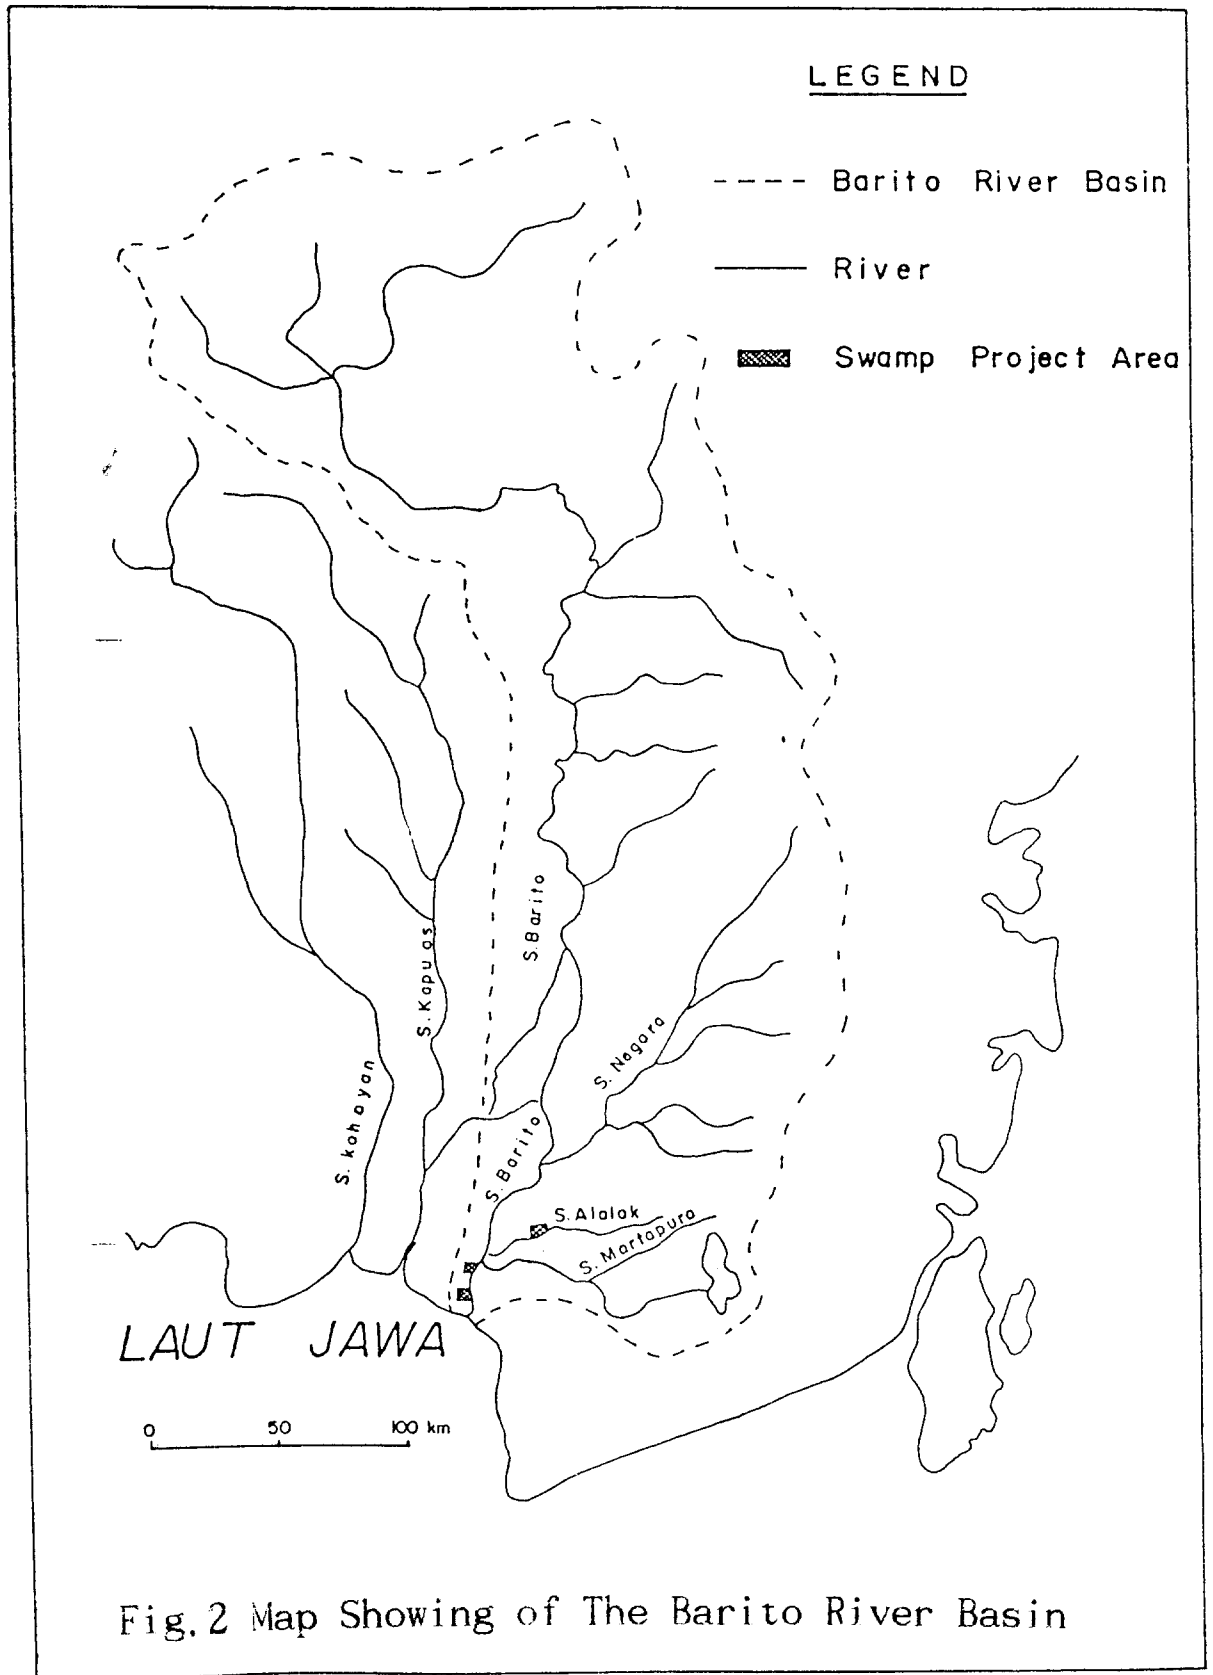 LEGEND
Barito River Basin
River
Swamp Project Area
S. Barito
S. Kapuas
S. Nagara
S. kahayan
S. Barito
S. Alalak
S. Martapura
LAUT JAWA
0 50 100 km
Fig. 2 Map Showing of The Barito River Basin